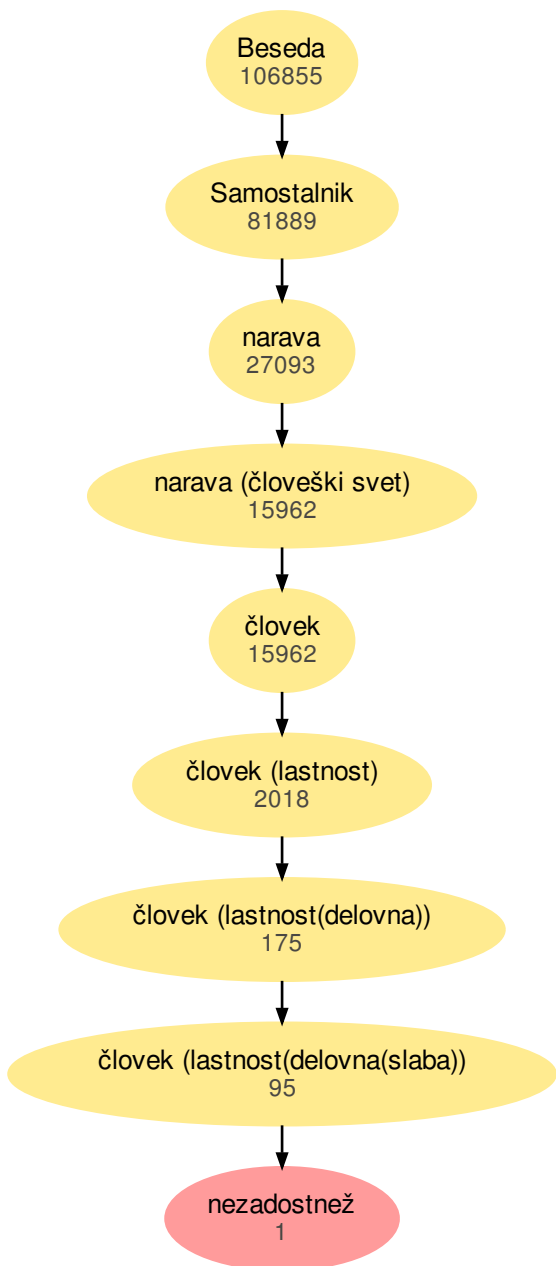 Beseda
106855
Samostalnik
81889
narava
27093
narava (človeški svet)
15962
človek
15962
človek (lastnost)
2018
človek (lastnost(delovna))
175
človek (lastnost(delovna(slaba))
95
nezadostnež
1